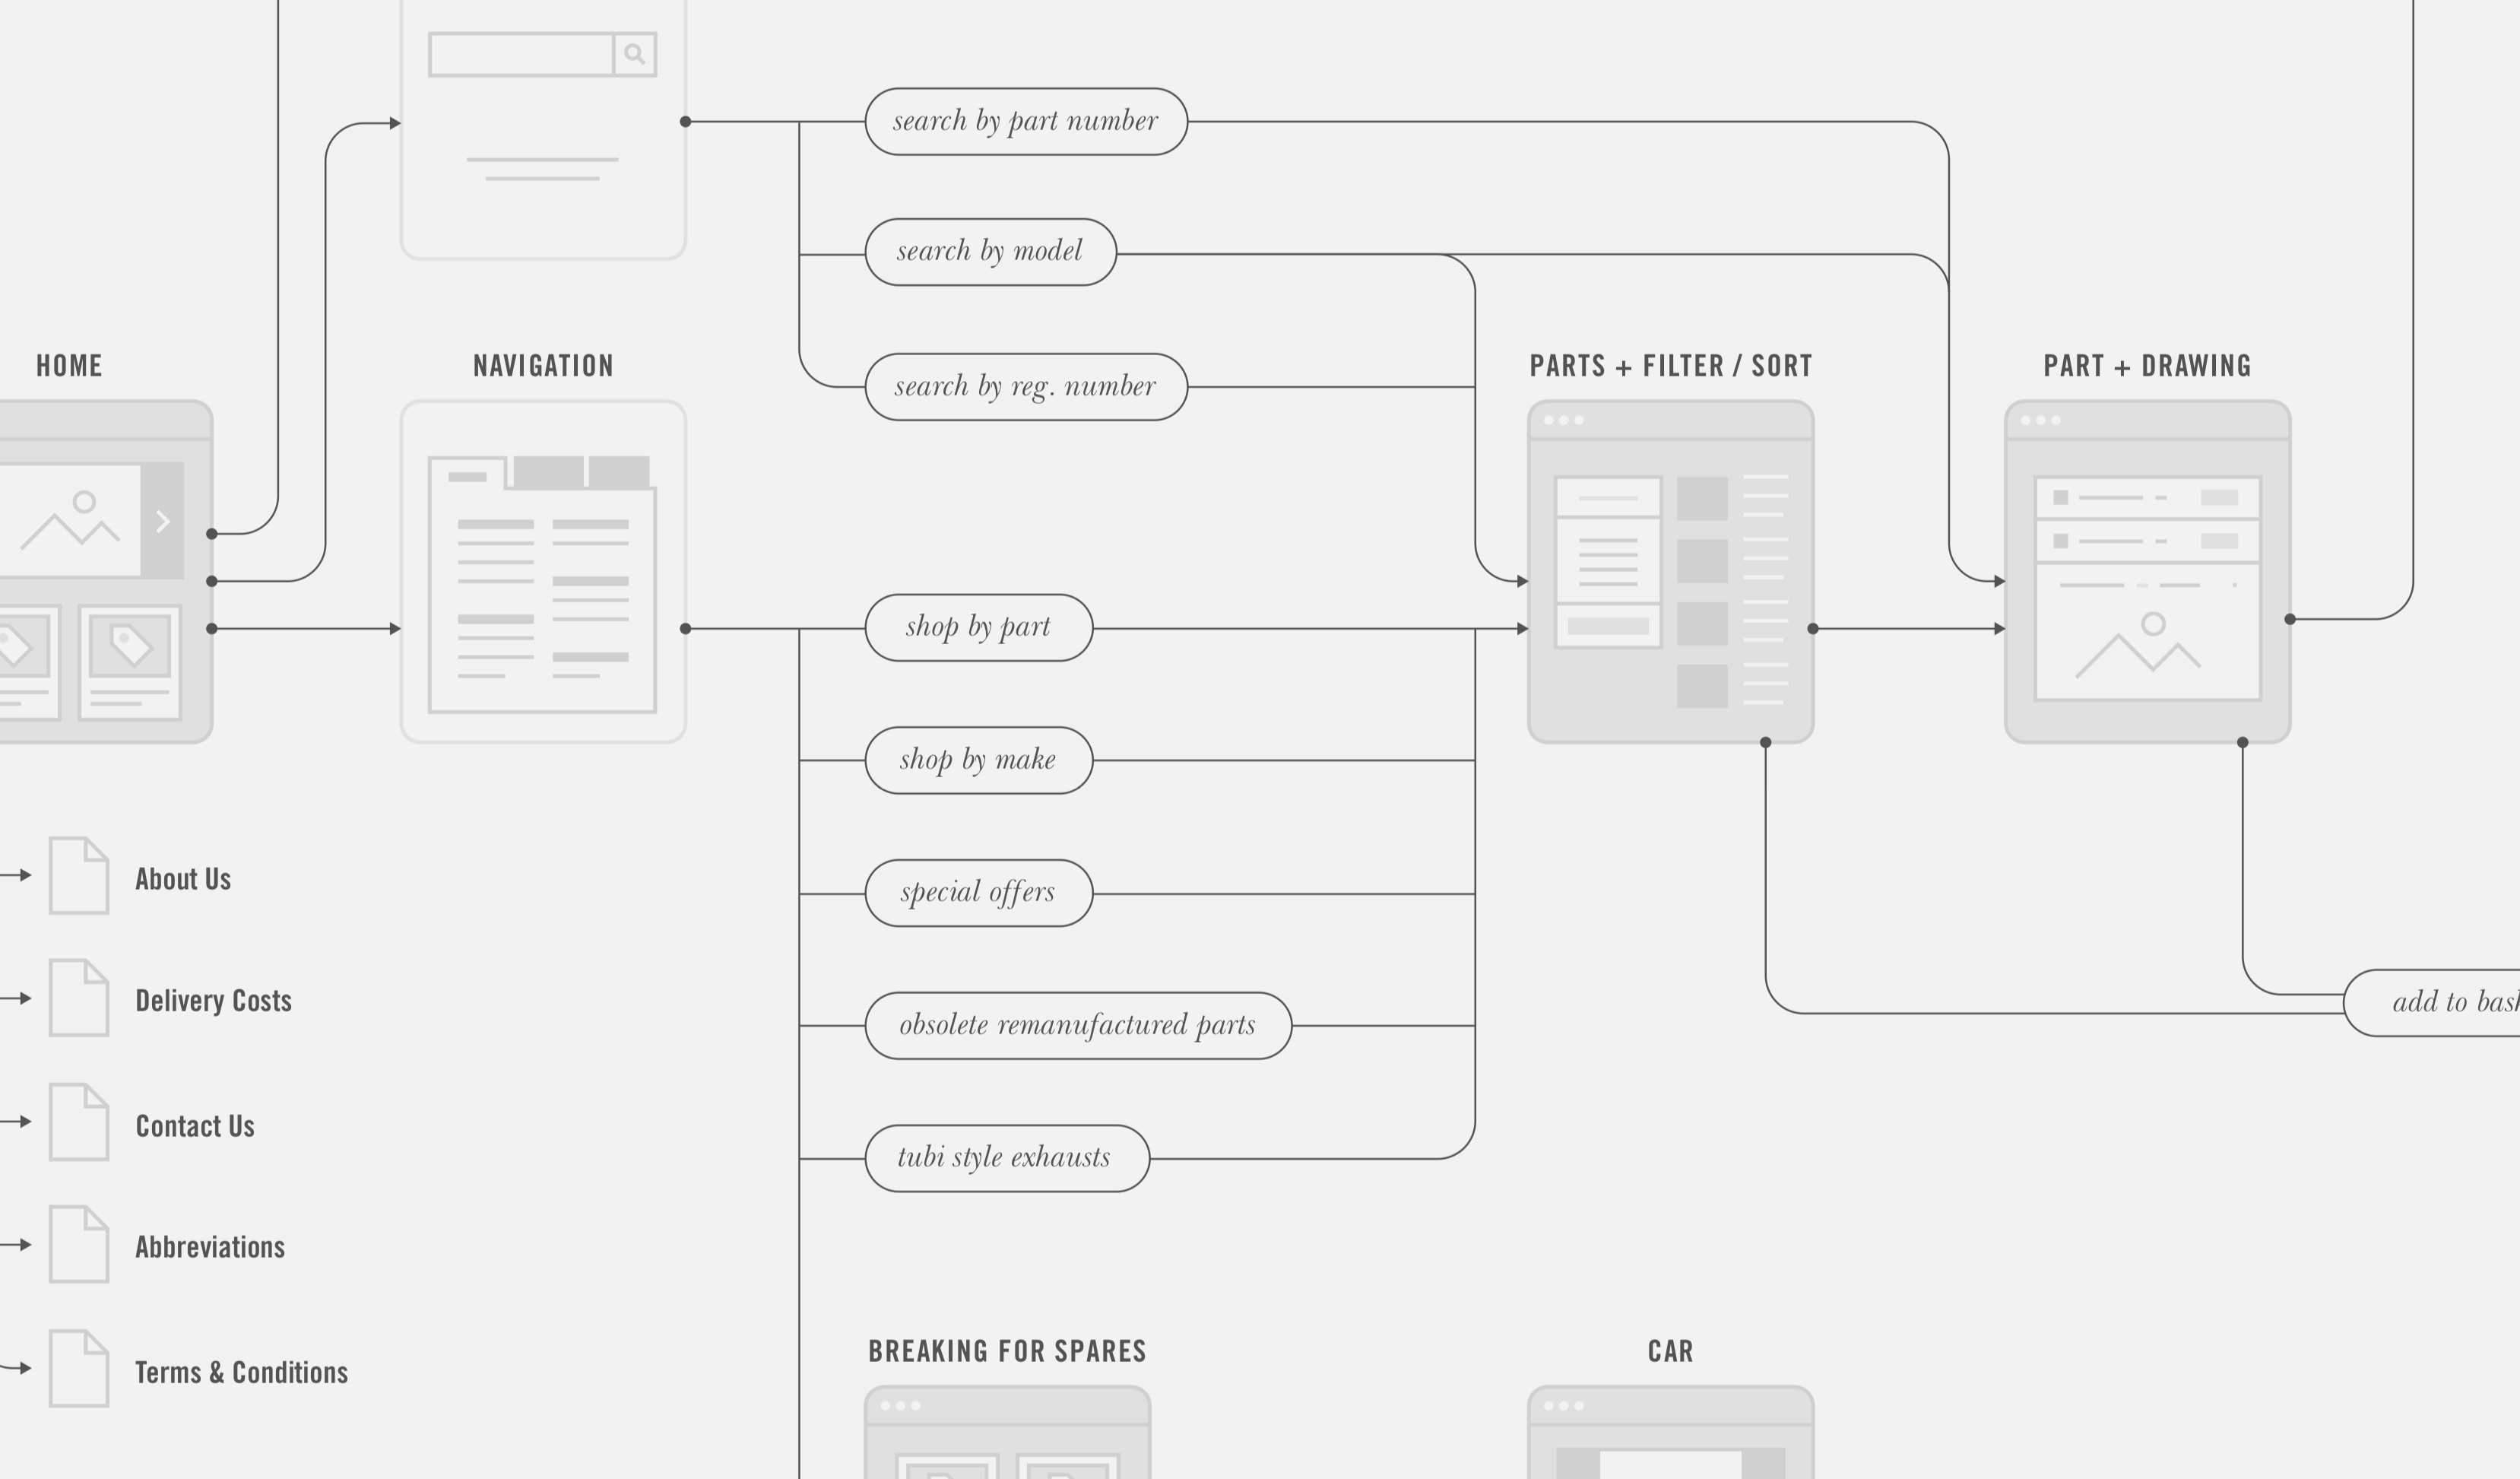 search by part number
search by model
HOME
NAVIGATION
search by reg. number
PARTS + FILTER / SORT
PART + DRAWING
shop by part
shop by make
About Us
special offers
Delivery Costs
obsolete remanufactured parts
add to
Contact Us
tubi style exhausts
Abbreviations
BREAKING FOR SPARES
CAR
Terms & Conditions